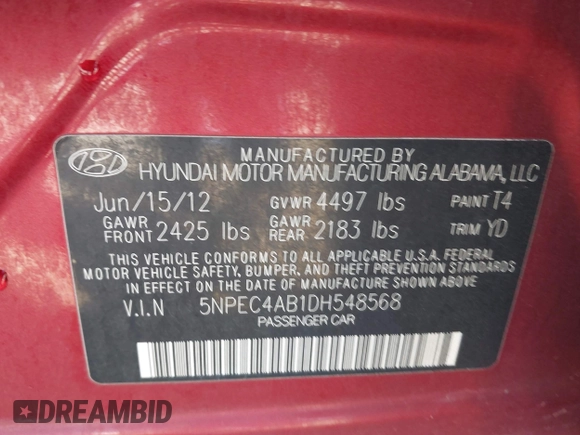 MANUFACTURED BY
HYUNDAI MOTOR MANUFACTURING ALABAMA, LLC
Jun/15/12 GVWR 4497 lbs PAINT T4
GAWR FRONT 2425 lbs GAWR REAR 2183 lbs TRIM YD
THIS VEHICLE CONFORMS TO ALL APPLICABLE U.S.A. FEDERAL
MOTOR VEHICLE SAFETY, BUMPER, AND THEFT PREVENTION STANDARDS
IN EFFECT ON THE DATE OF MANUFACTURE SHOWN ABOVE.
V.I.N 5NPEC4AB1DH548568
PASSENGER CAR
DREAMBID